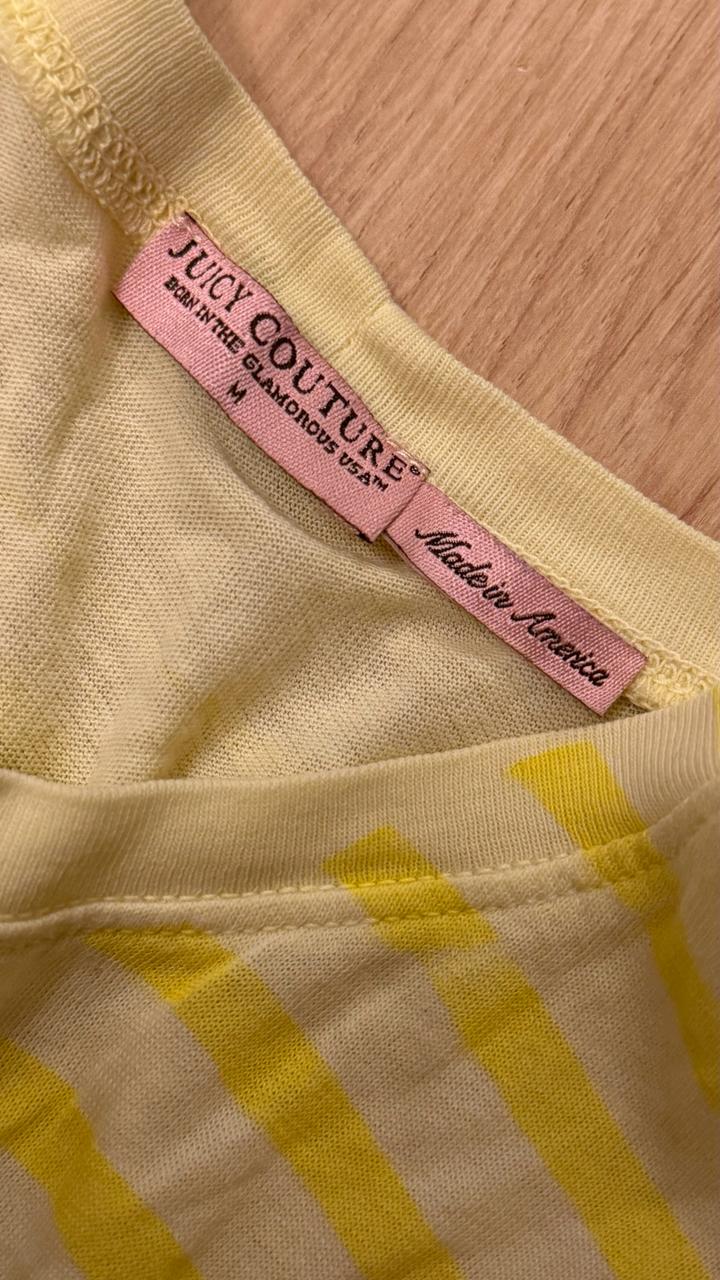 JUICY COUTURE®
BORN IN THE GLAMOROUS USA™
M
Made in America